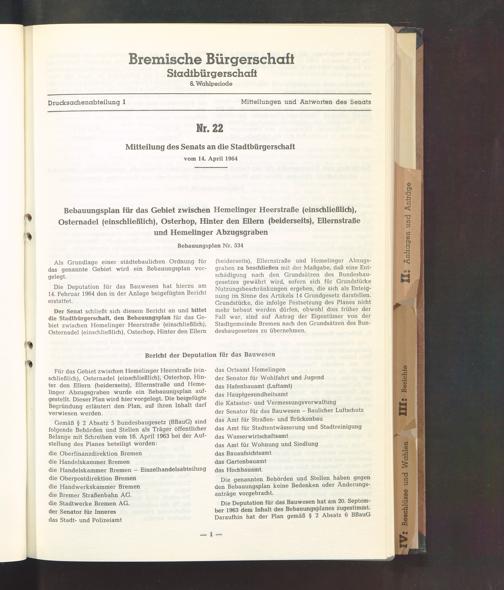 Bremische Bürgerschaft
Stadtbürgerschaft
6. Wahlperiode
Drucksachenabteilung I
Mitteilungen und Antworten des Senats
Nr. 22
Mitteilung des Senats an die Stadtbürgerschaft
vom 14. April 1964
Bebauungsplan für das Gebiet zwischen Hemelinger Heerstraße (einschließlich),
Osternadel (einschließlich), Osterhop, Hinter den Ellern (beiderseits), Ellernstraße
und Hemelinger Abzugsgraben
Bebauungsplan Nr. 534
Als Grundlage einer städtebaulichen Ordnung für
das genannte Gebiet wird ein Bebauungsplan vor-
gelegt.
Die Deputation für das Bauwesen hat hierzu am
14. Februar 1964 den in der Anlage beigefügten Bericht
erstattet.
Der Senat schließt sich diesem Bericht an und bittet
die Stadtbürgerschaft, den Bebauungsplan für das Ge-
biet zwischen Hemelinger Heerstraße (einschließlich),
Osternadel (einschließlich), Osterhop, Hinter den Ellern
(beiderseits), Ellernstraße und Hemelinger Abzugs-
graben zu beschließen mit der Maßgabe, daß eine Ent-
schädigung nach den Grundsätzen des Bundesbau-
gesetzes gewährt wird, sofern sich für Grundstücke
Nutzungsbeschränkungen ergeben, die sich als Enteig-
nung im Sinne des Artikels 14 Grundgesetz darstellen.
Grundstücke, die infolge Festsetzung des Planes nicht
mehr bebaut werden dürfen, obwohl dies früher der
Fall war, sind auf Antrag der Eigentümer von der
Stadtgemeinde Bremen nach den Grundsätzen des Bun-
desbaugesetzes zu übernehmen.
Bericht der Deputation für das Bauwesen
Für das Gebiet zwischen Hemelinger Heerstraße (ein-
schließlich), Osternadel (einschließlich), Osterhop, Hin-
ter den Ellern (beiderseits), Ellernstraße und Heme-
linger Abzugsgraben wurde ein Bebauungsplan auf-
gestellt. Dieser Plan wird hier vorgelegt. Die beigefügte
Begründung erläutert den Plan, auf ihren Inhalt darf
verwiesen werden.
Gemäß § 2 Absatz 5 Bundesbaugesetz (BBauG) sind
folgende Behörden und Stellen als Träger öffentlicher
Belange mit Schreiben vom 16. April 1963 bei der Auf-
stellung des Planes beteiligt worden:
die Oberfinanzdirektion Bremen
die Handelskammer Bremen
die Handelskammer Bremen – Einzelhandelsabteilung
die Oberpostdirektion Bremen
die Handwerkskammer Bremen
die Bremer Straßenbahn AG.
die Stadtwerke Bremen AG.
der Senator für Inneres
das Stadt- und Polizeiamt
das Ortsamt Hemelingen
der Senator für Wohlfahrt und Jugend
das Hafenbauamt (Luftamt)
das Hauptgesundheitsamt
die Kataster- und Vermessungsverwaltung
der Senator für das Bauwesen – Baulicher Luftschutz
das Amt für Straßen- und Brückenbau
das Amt für Stadtentwässerung und Stadtreinigung
das Wasserwirtschaftsamt
das Amt für Wohnung und Siedlung
das Bauaufsichtsamt
das Gartenbauamt
das Hochbauamt
Die genannten Behörden und Stellen haben gegen
den Bebauungsplan keine Bedenken oder Änderungs-
anträge vorgebracht.
Die Deputation für das Bauwesen hat am 20. Septem-
ber 1963 dem Inhalt des Bebauungsplanes zugestimmt.
Daraufhin hat der Plan gemäß § 2 Absatz 6 BBauG
— 1 —
II: Anfragen und Anträge
III: Berichte
IV: Beschlüsse und Wahlen